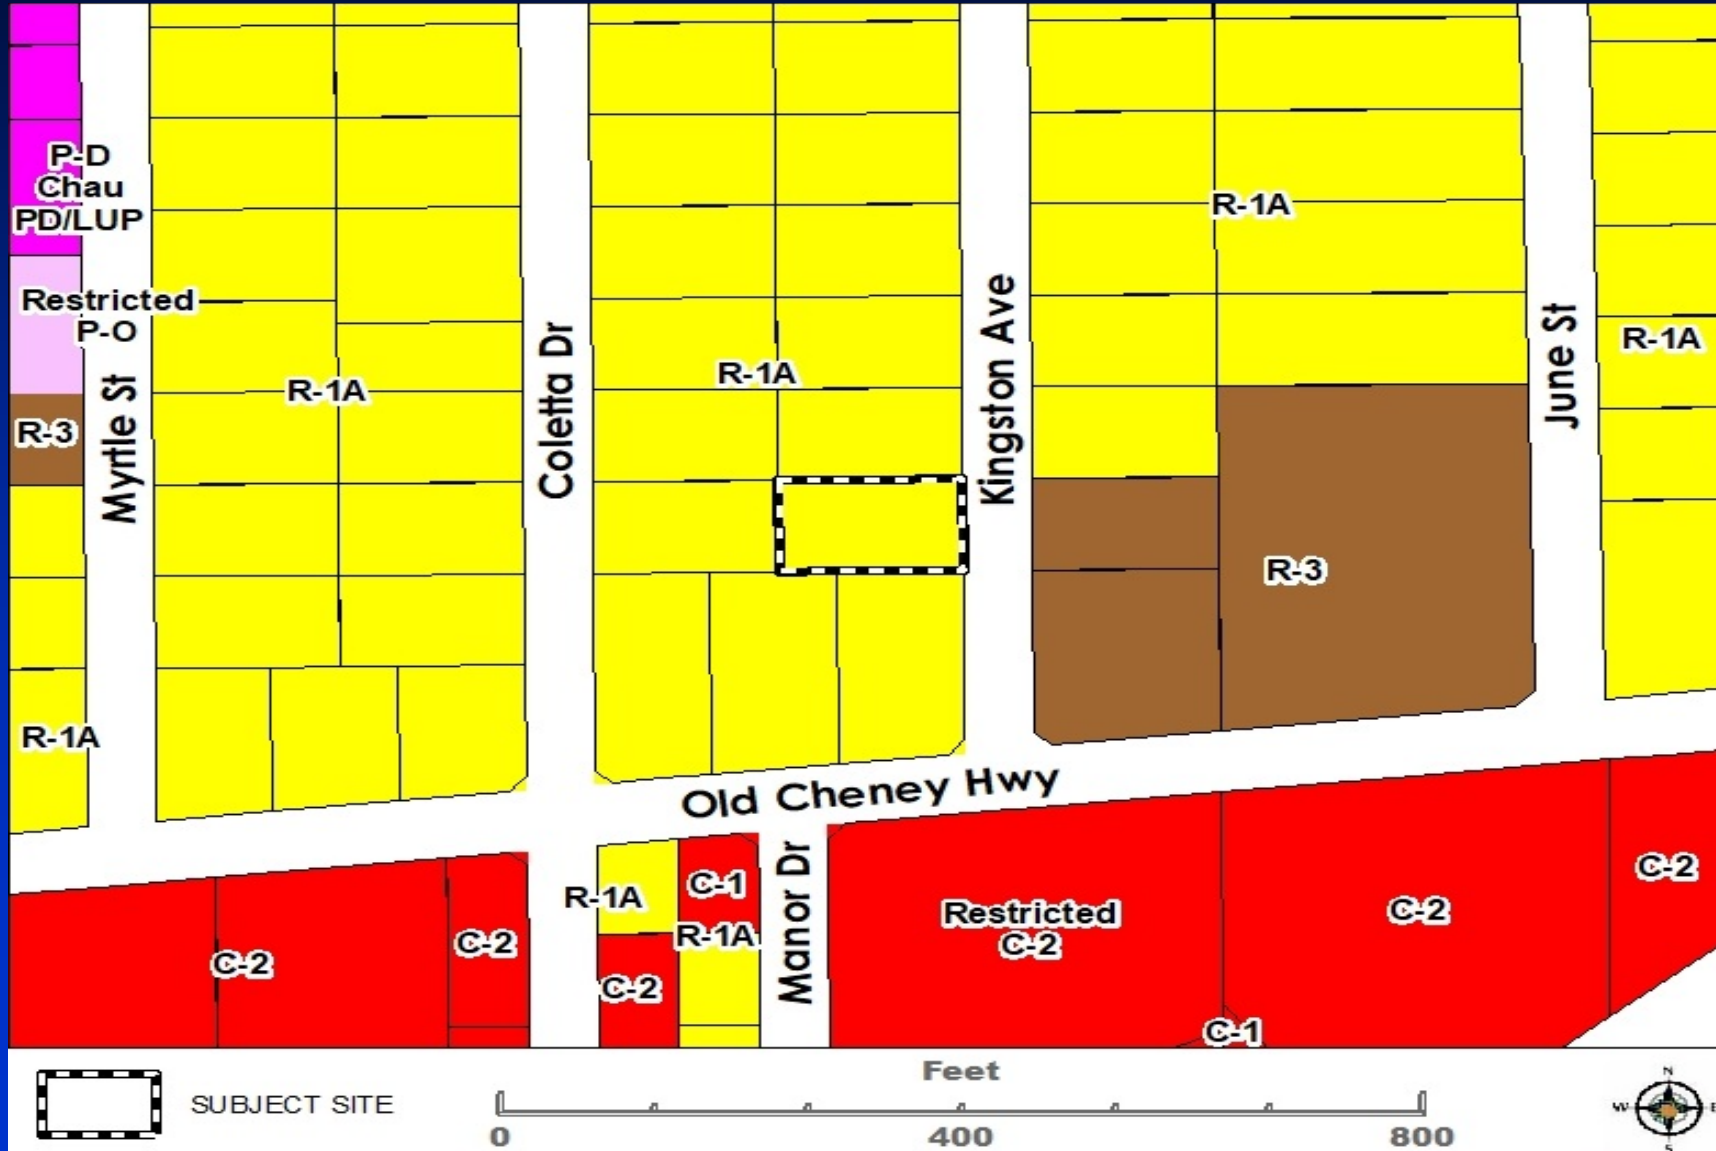 P-D
Chau
PD/LUP
Restricted
P-O
R-3
R-1A
Myrtle St
R-1A
Coletta Dr
R-1A
Kingston Ave
R-1A
June St
R-1A
R-3
Old Cheney Hwy
C-2
C-2
R-1A
C-2
C-1
R-1A
Manor Dr
Restricted
C-2
C-2
C-1
C-2
SUBJECT SITE
Feet
0 400 800
N
W E
S